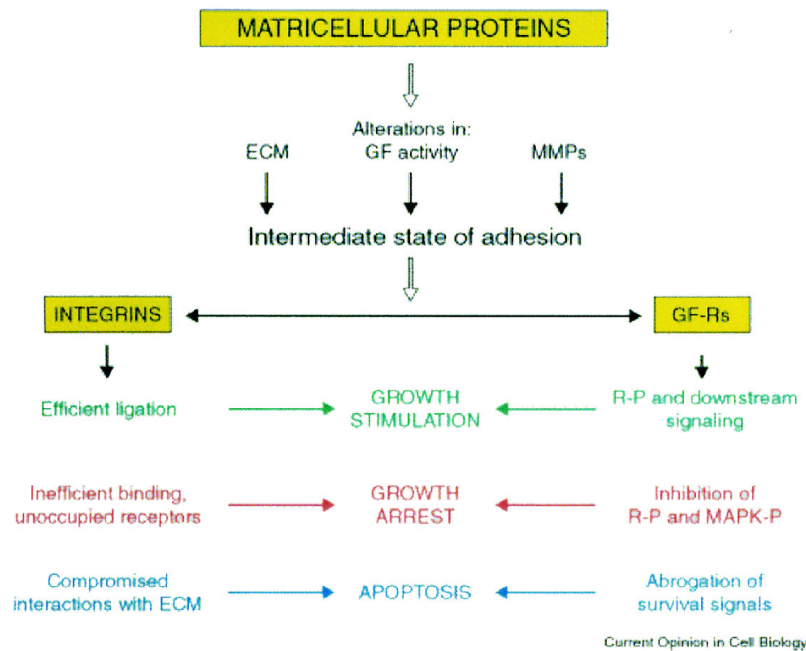 MATRICELLULAR PROTEINS
Alterations in:
ECM GF activity MMPs
Intermediate state of adhesion
INTEGRINS GF-Rs
Efficient ligation
GROWTH
STIMULATION
R-P and downstream
signaling
Inefficient binding,
unoccupied receptors
GROWTH
ARREST
Inhibition of
R-P and MAPK-P
Compromised
interactions with ECM
APOPTOSIS
Abrogation of
survival signals
Current Opinion in Cell Biology